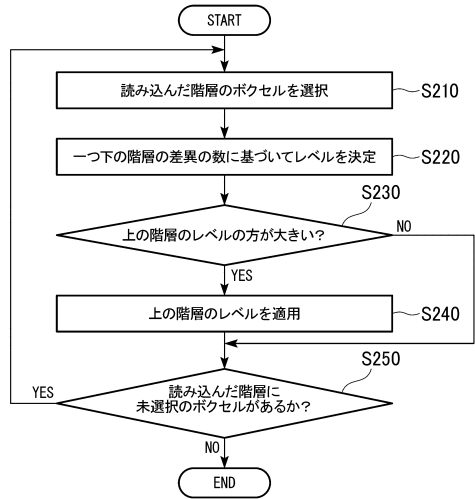 START
読み込んだ階層のボクセルを選択
S210
一つ下の階層の差異の数に基づいてレベルを決定
S220
S230
上の階層のレベルの方が大きい?
NO
YES
上の階層のレベルを適用
S240
S250
YES
読み込んだ階層に
未選択のボクセルがあるか?
NO
END